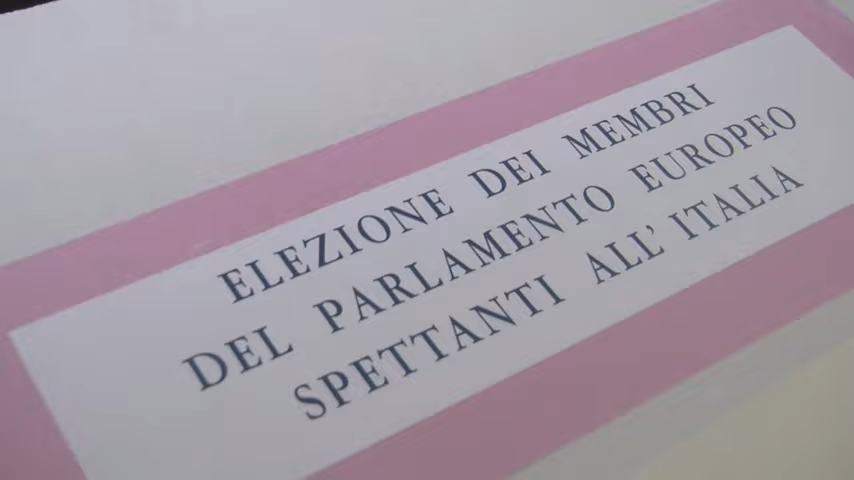 ELEZIONE DEI MEMBRI
DEL PARLAMENTO EUROPEO
SPETTANTI ALL'ITALIA